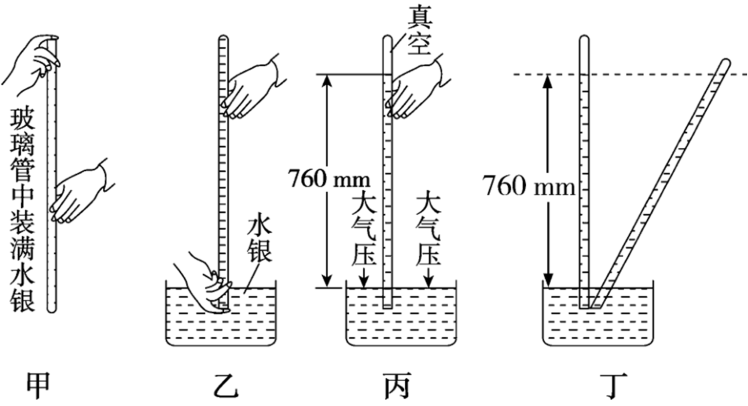 玻璃管中装满水银
甲
水银
乙
真空
760 mm
大气压
大气压
丙
760 mm
丁